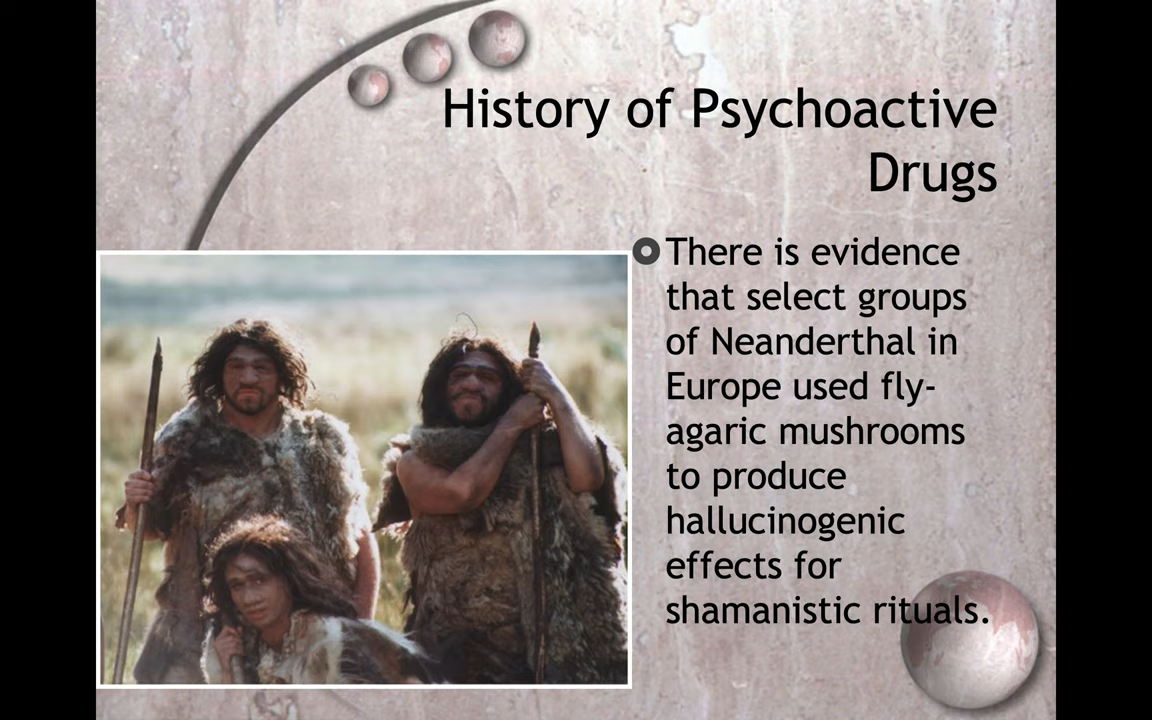 History of Psychoactive
Drugs
There is evidence
that select groups
of Neanderthal in
Europe used fly-
agaric mushrooms
to produce
hallucinogenic
effects for
shamanistic rituals.